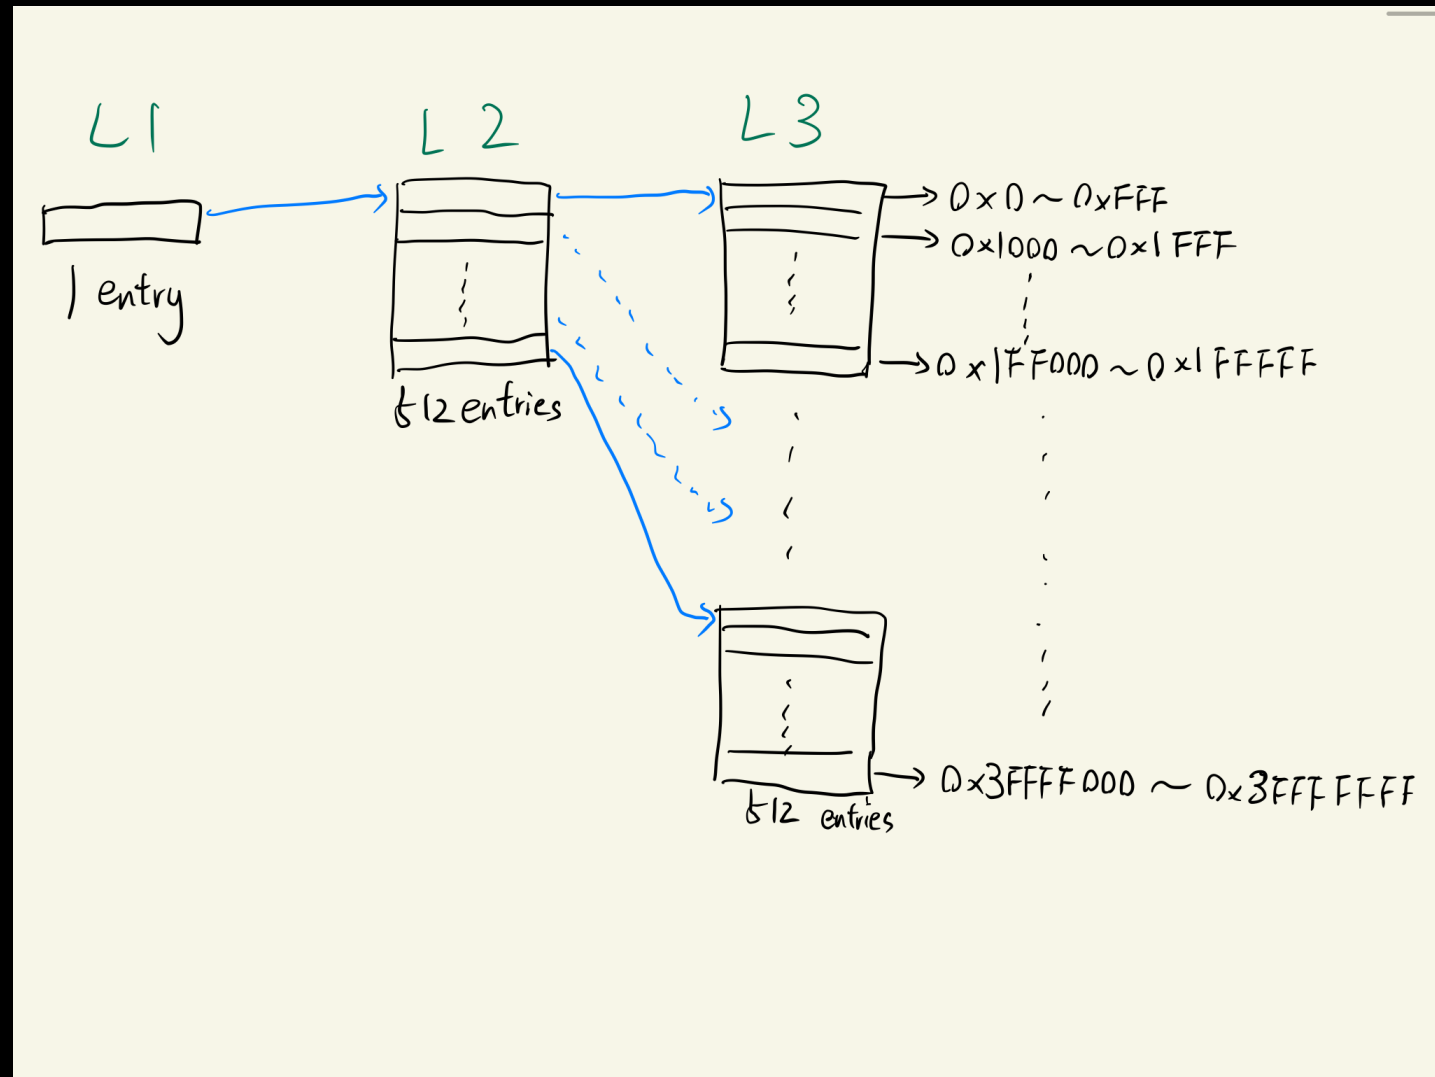 L1 L2 L3
0x0~0xFFF
0x1000~0x1FFF
1 entry
0x1FF000~0x1FFFFF
512 entries
0x3FFFF000~0x3FFFFFFF
512 entries